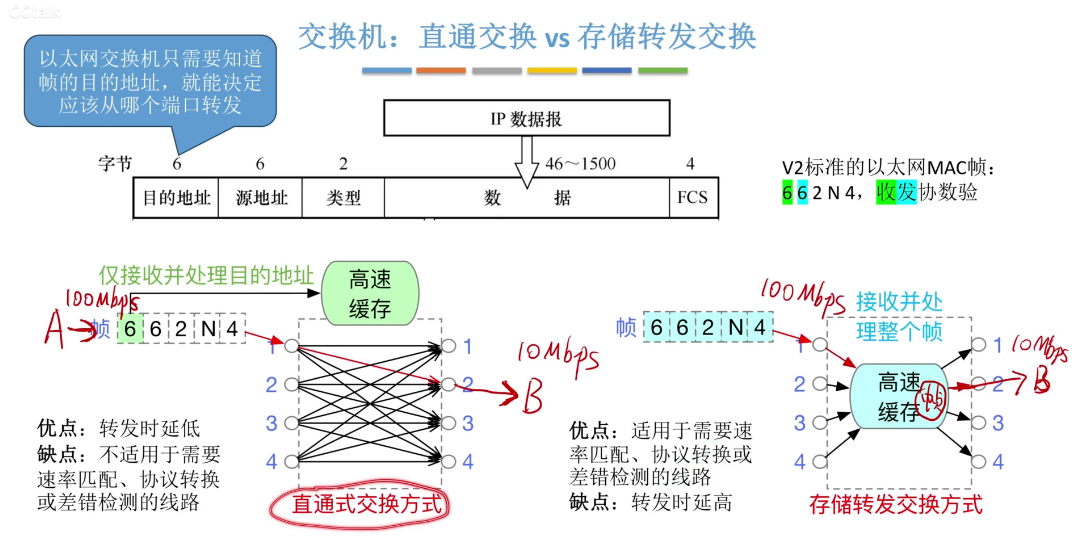 CCtalk
交换机：直通交换 vs 存储转发交换
以太网交换机只需要知道
帧的目的地址，就能决定
应该从哪个端口转发
IP 数据报
字节 6 6 2 46～1500 4
目的地址 源地址 类型 数 据 FCS
V2标准的以太网MAC帧：
6 6 2 N 4，收发协数验
仅接收并处理目的地址
高速
缓存
100Mbps
A
帧 6 6 2 N 4
1 1
2 2
3 3
4 4
10Mbps
B
优点：转发时延低
缺点：不适用于需要
速率匹配、协议转换
或差错检测的线路
直通式交换方式
100Mbps
帧 6 6 2 N 4
接收并处
理整个帧
1 1
2 2
3 3
4 4
高速
缓存
帧
10Mbps
B
优点：适用于需要速
率匹配、协议转换或
差错检测的线路
缺点：转发时延高
存储转发交换方式